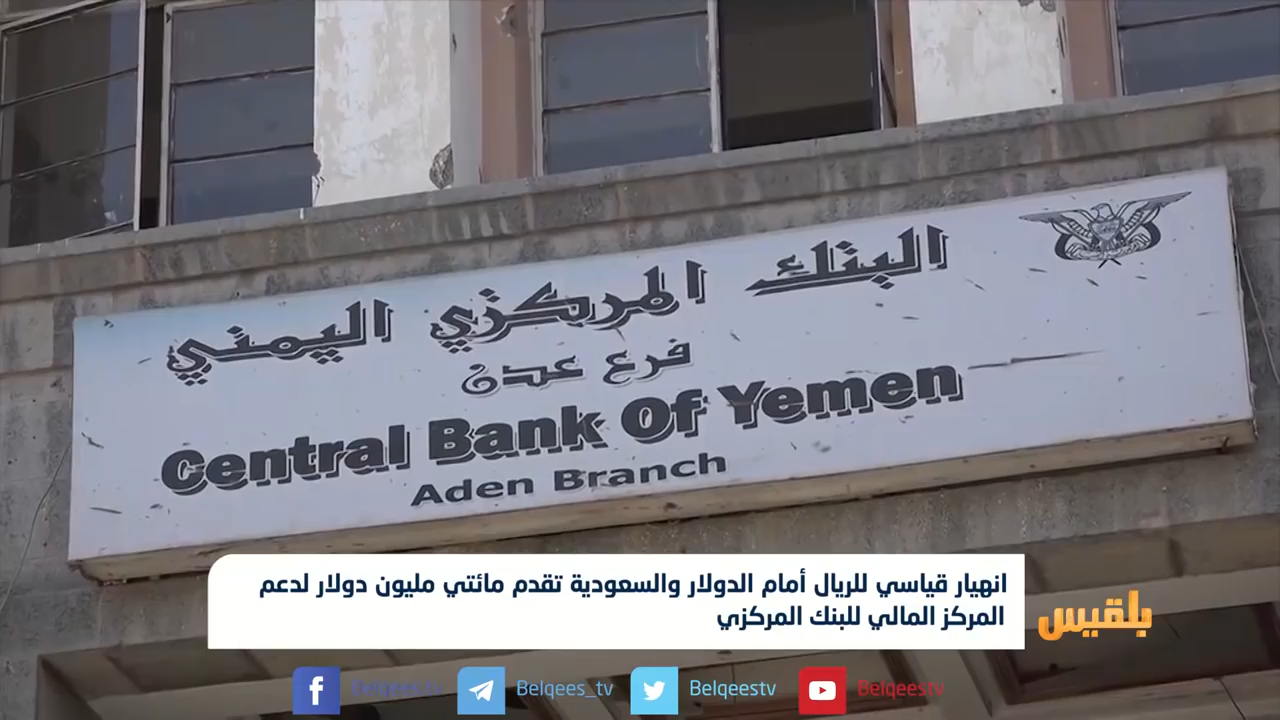 البنك المركزي اليمني
فرع عدن
Central Bank Of Yemen
Aden Branch
انهيار قياسي للريال أمام الدولار والسعودية تقدم مائتي مليون دولار لدعم
المركز المالي للبنك المركزي
بلقيس
Belqees_tv Belqeestv Belqeestv